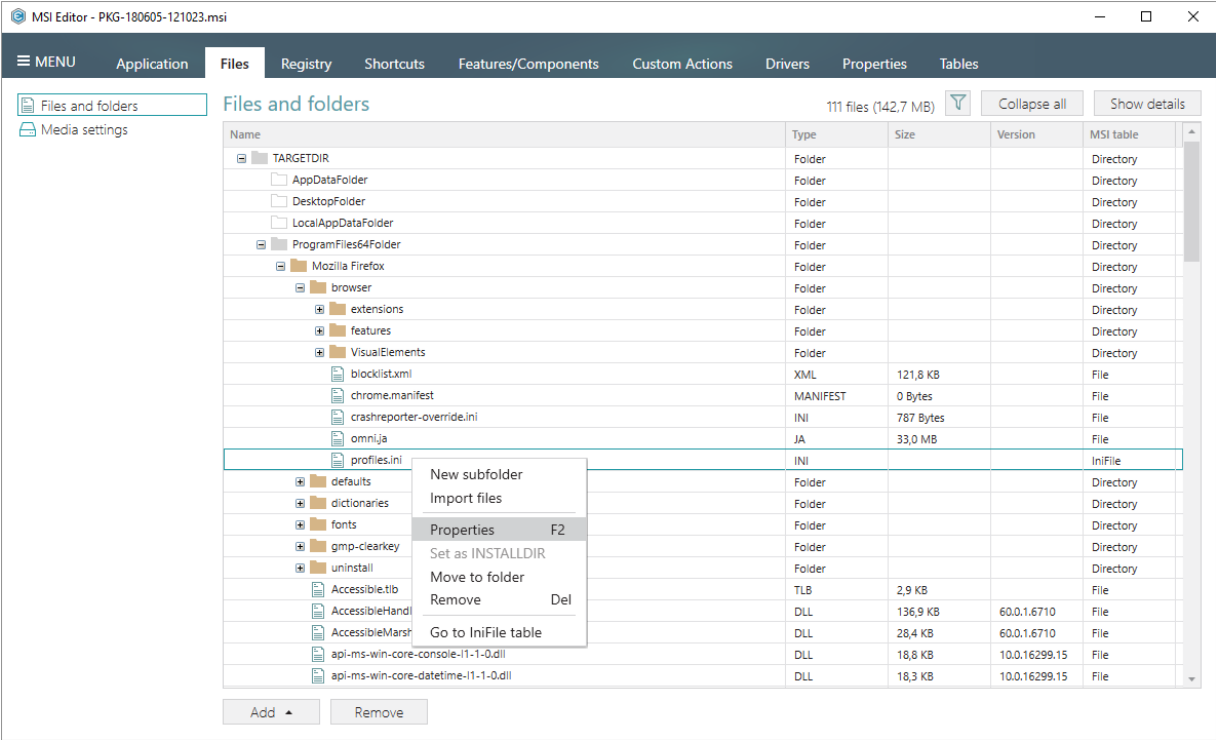 MSI Editor - PKG-180605-121023.msi
MENU Application Files Registry Shortcuts Features/Components Custom Actions Drivers Properties Tables
Files and folders
Media settings
Files and folders 111 files (142,7 MB) Collapse all Show details
Name Type Size Version MSI table
TARGETDIR Folder Directory
AppDataFolder Folder Directory
DesktopFolder Folder Directory
LocalAppDataFolder Folder Directory
ProgramFiles64Folder Folder Directory
Mozilla Firefox Folder Directory
browser Folder Directory
extensions Folder Directory
features Folder Directory
VisualElements Folder Directory
blocklist.xml XML 121,8 KB File
chrome.manifest MANIFEST 0 Bytes File
crashreporter-override.ini INI 787 Bytes File
omni.ja JA 33,0 MB File
profiles.ini INI IniFile
defaults Folder Directory
dictionaries Folder Directory
fonts Folder Directory
gmp-clearkey Folder Directory
uninstall Folder Directory
Accessible.tlb TLB 2,9 KB File
AccessibleHandl DLL 136,9 KB 60.0.1.6710 File
AccessibleMarsh DLL 28,4 KB 60.0.1.6710 File
api-ms-win-core-console-l1-1-0.dll DLL 18,8 KB 10.0.16299.15 File
api-ms-win-core-datetime-l1-1-0.dll DLL 18,3 KB 10.0.16299.15 File
New subfolder
Import files
Properties F2
Set as INSTALLDIR
Move to folder
Remove Del
Go to IniFile table
Add Remove